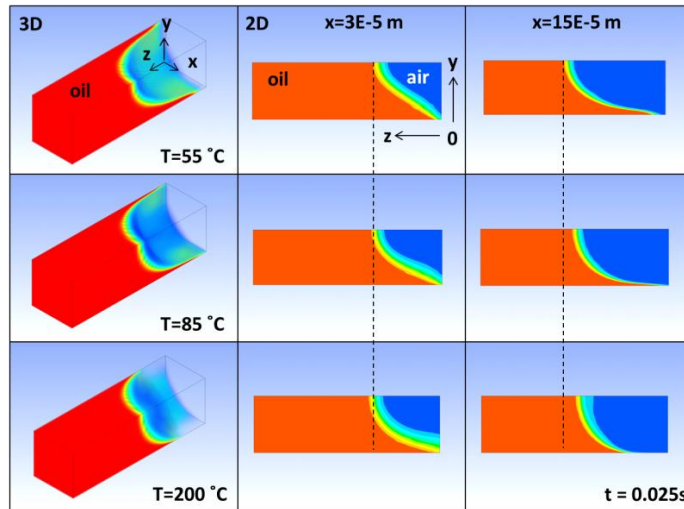 3D
2D
x=3E-5 m
x=15E-5 m
y
z
x
oil
T=55 ˚C
oil
air
y
z
0
T=85 ˚C
T=200 ˚C
t = 0.025s